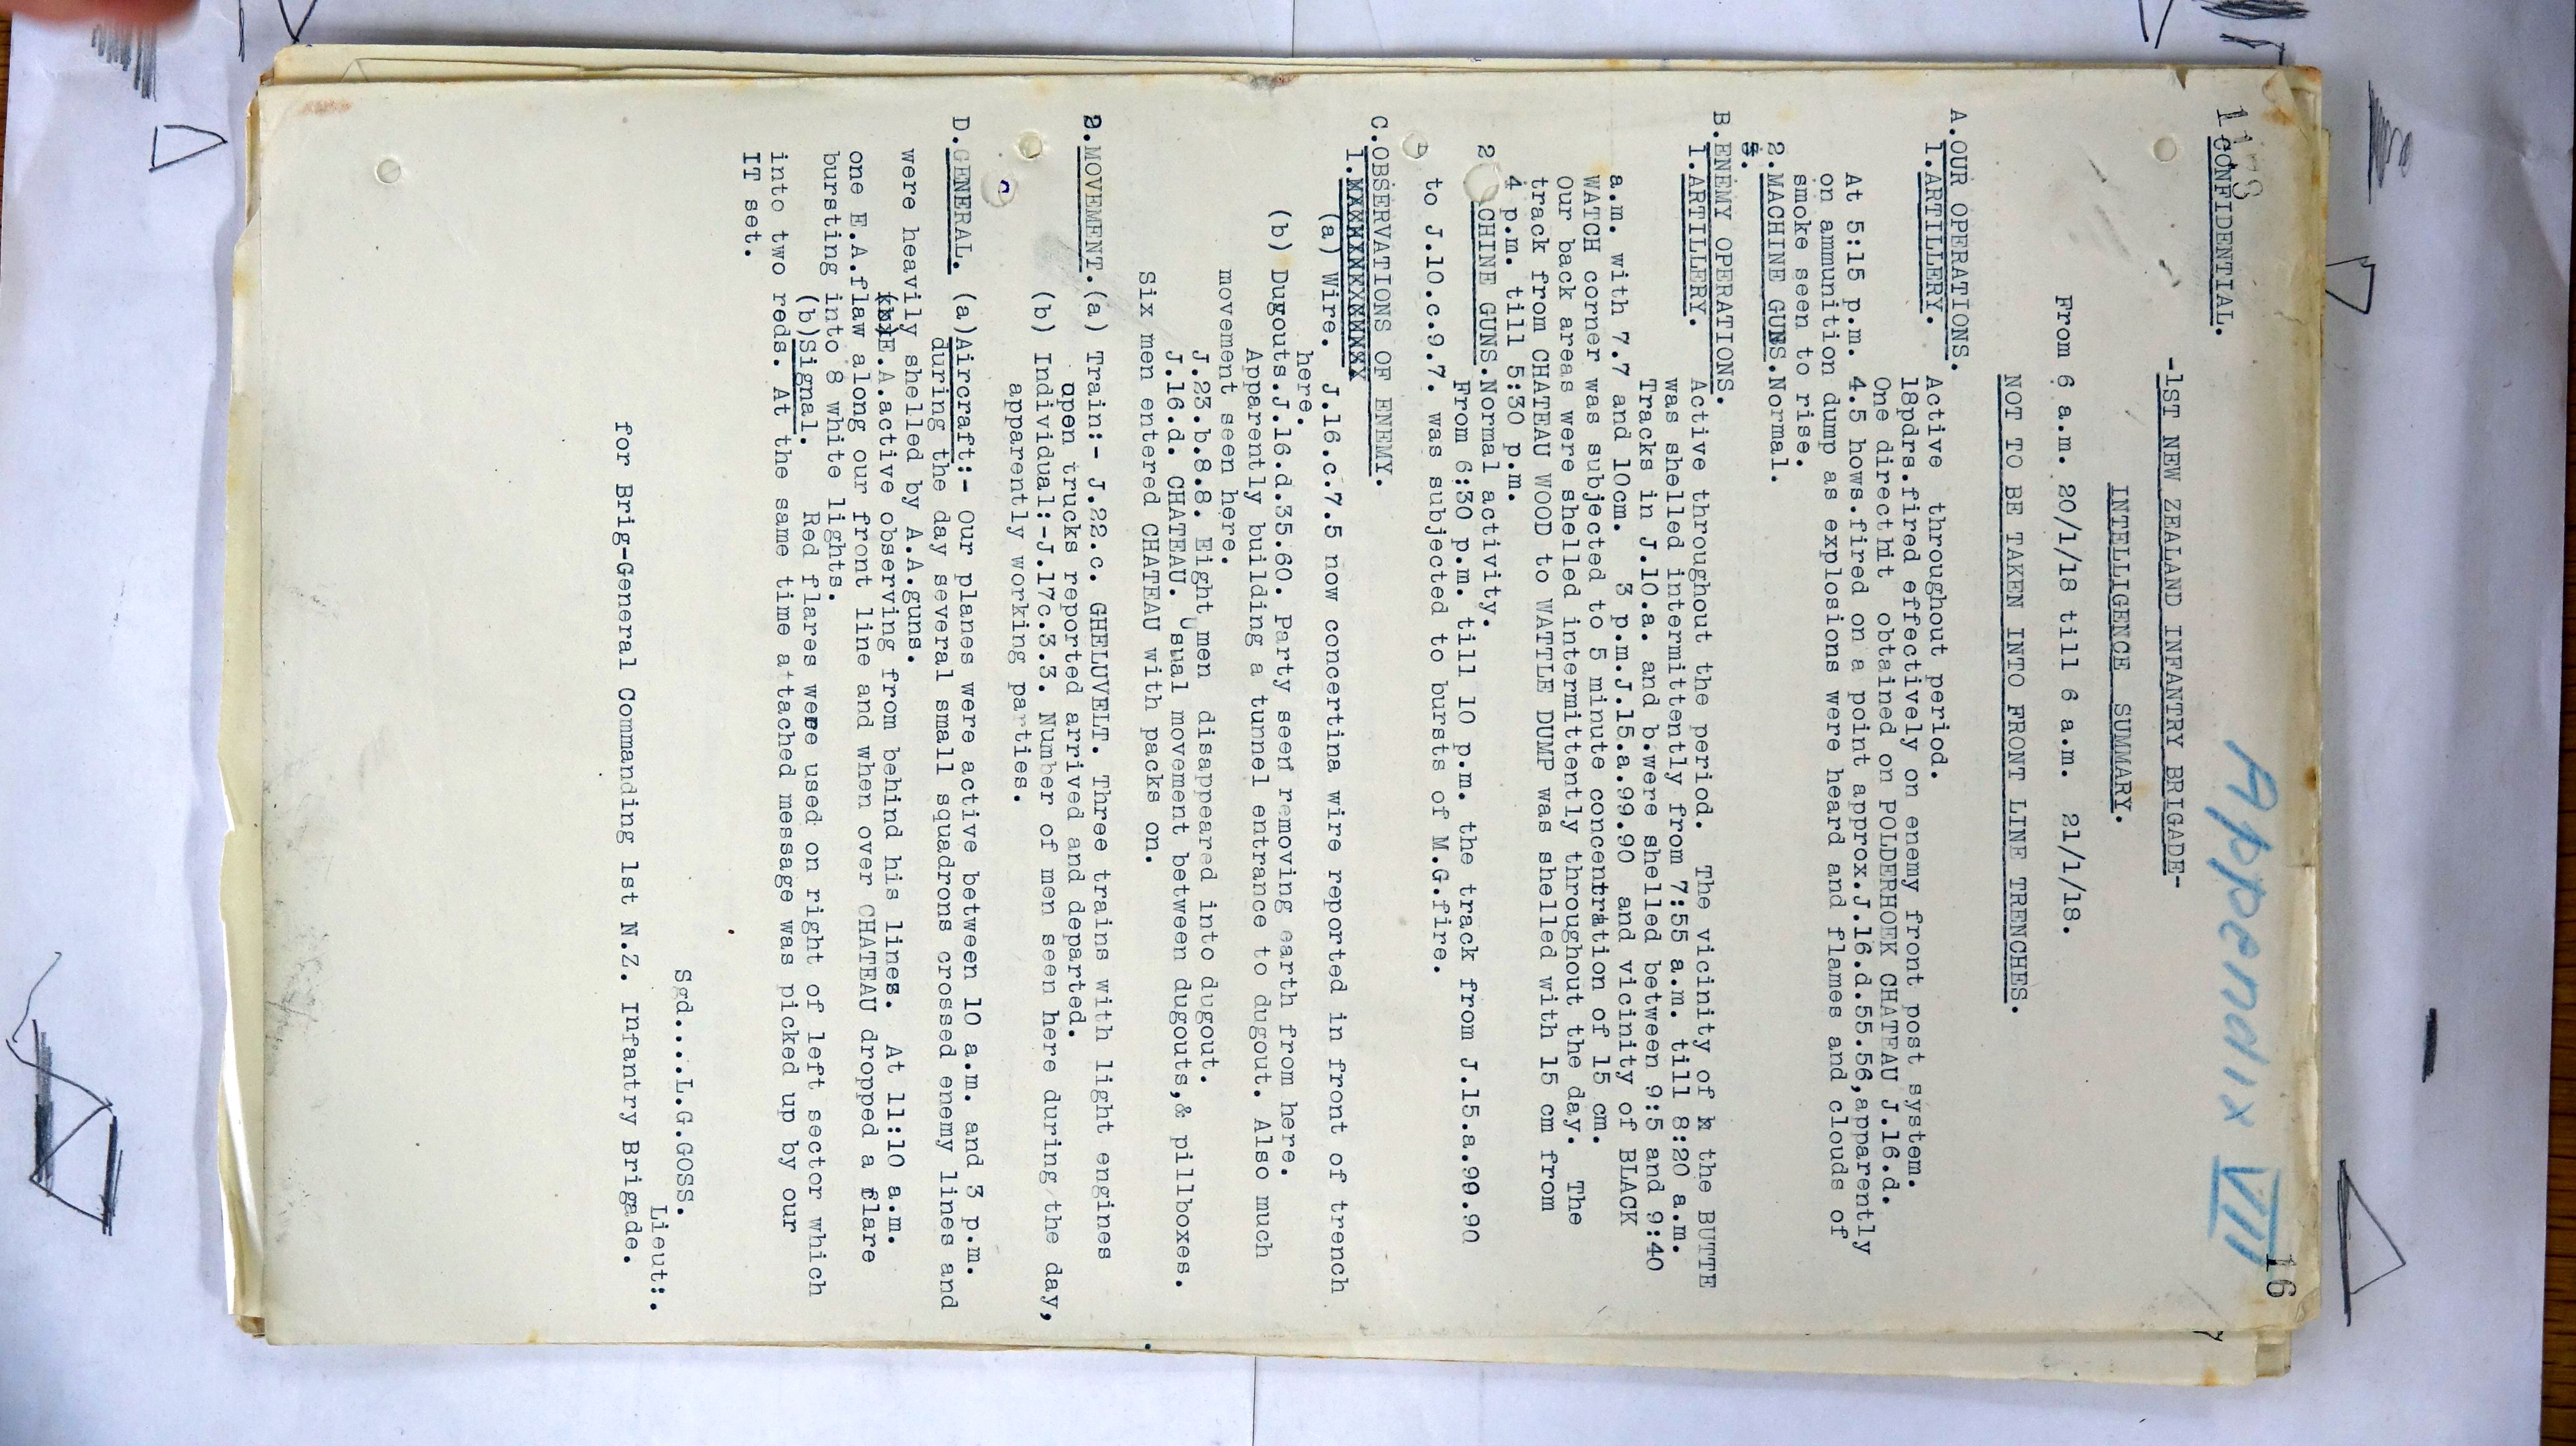 Appendix VII
16
113
CONFIDENTIAL.
-1ST NEW ZEALAND INFANTRY BRIGADE-
INTELLIGENCE SUMMARY.
From 6 a.m. 20/1/18 till 6 a.m. 21/1/18.
NOT TO BE TAKEN INTO FRONT LINE TRENCHES.
A.OUR OPERATIONS.
1.ARTILLERY. Active throughout period.
18pdrs.fired effectively on enemy front post system.
One direct hit obtained on POLDERHOEK CHATEAU J.16.d.
At 5:15 p.m. 4.5 hows.fired on a point approx.J.16.d.55.56,apparently
on ammunition dump as explosions were heard and flames and clouds of
smoke seen to rise.
2.MACHINE GUNS.Normal.
B.ENEMY OPERATIONS.
1.ARTILLERY. Active throughout the period. The vicinity of the BUTTE
was shelled intermittently from 7:55 a.m. till 8:20 a.m.
Tracks in J.10.a. and b.were shelled between 9:5 and 9:40
a.m. with 7.7 and 10cm. 3 p.m.J.15.a.99.90 and vicinity of BLACK
WATCH corner was subjected to 5 minute concentration of 15 cm.
Our back areas were shelled intermittently throughout the day. The
track from CHATEAU WOOD to WATTLE DUMP was shelled with 15 cm from
4 p.m. till 5:30 p.m.
2 CHINE GUNS.Normal activity.
From 6:30 p.m. till 10 p.m. the track from J.15.a.99.90
to J.10.c.9.7. was subjected to bursts of M.G.fire.
C.OBSERVATIONS OF ENEMY.
1.
(a) Wire. J.16.c.7.5 now concertina wire reported in front of trench
here.
(b) Dugouts.J.16.d.35.60. Party seen removing earth from here.
Apparently building a tunnel entrance to dugout. Also much
movement seen here.
J.23.b.8.8. Eight men disappeared into dugout.
J.16.d. CHATEAU. Usual movement between dugouts,& pillboxes.
Six men entered CHATEAU with packs on.
2.MOVEMENT.(a) Train:- J.22.c. GHELUVELT. Three trains with light engines
upen trucks reported arrived and departed.
(b) Individual:-J.17c.3.3. Number of men seen here during the day,
apparently working parties.
D.GENERAL. (a)Aircraft:- Our planes were active between 10 a.m. and 3 p.m.
during the day several small squadrons crossed enemy lines and
were heavily shelled by A.A.guns.
E.A.active observing from behind his lines. At 11:10 a.m.
one E.A.flaw along our front line and when over CHATEAU dropped a flare
bursting into 8 white lights.
(b)Signal. Red flares were used on right of left sector which
into two reds. At the same time attached message was picked up by our
IT set.
Sgd.....L.G.GOSS.
Lieut:.
for Brig-General Commanding 1st N.Z. Infantry Brigade.